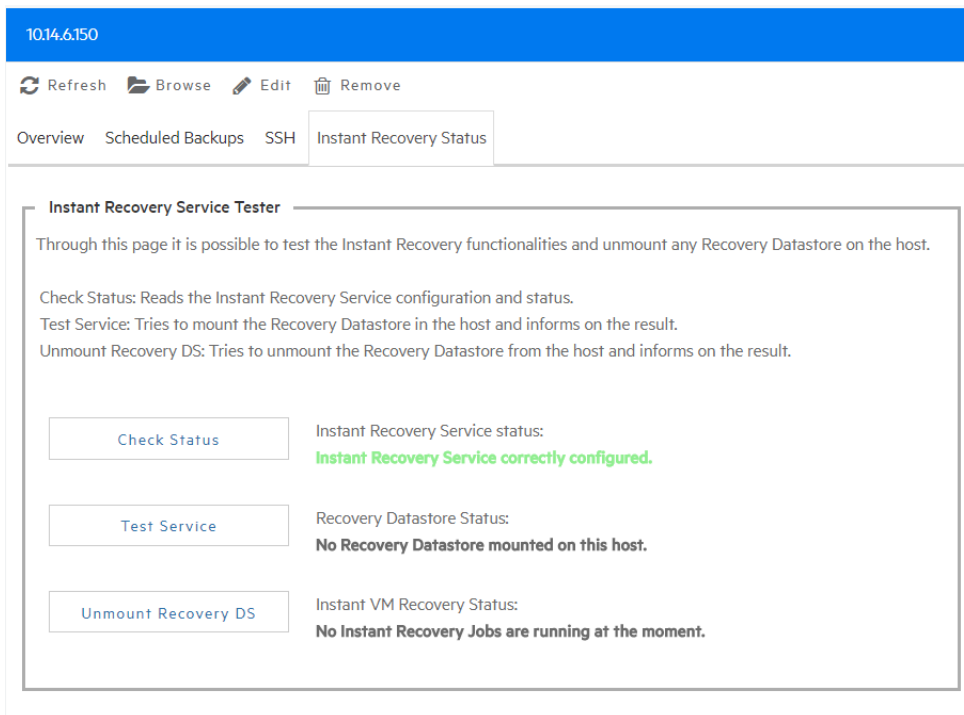 10.14.6.150
Refresh Browse Edit Remove
Overview Scheduled Backups SSH Instant Recovery Status
Instant Recovery Service Tester
Through this page it is possible to test the Instant Recovery functionalities and unmount any Recovery Datastore on the host.
Check Status: Reads the Instant Recovery Service configuration and status.
Test Service: Tries to mount the Recovery Datastore in the host and informs on the result.
Unmount Recovery DS: Tries to unmount the Recovery Datastore from the host and informs on the result.
Check Status
Instant Recovery Service status:
Instant Recovery Service correctly configured.
Test Service
Recovery Datastore Status:
No Recovery Datastore mounted on this host.
Unmount Recovery DS
Instant VM Recovery Status:
No Instant Recovery Jobs are running at the moment.